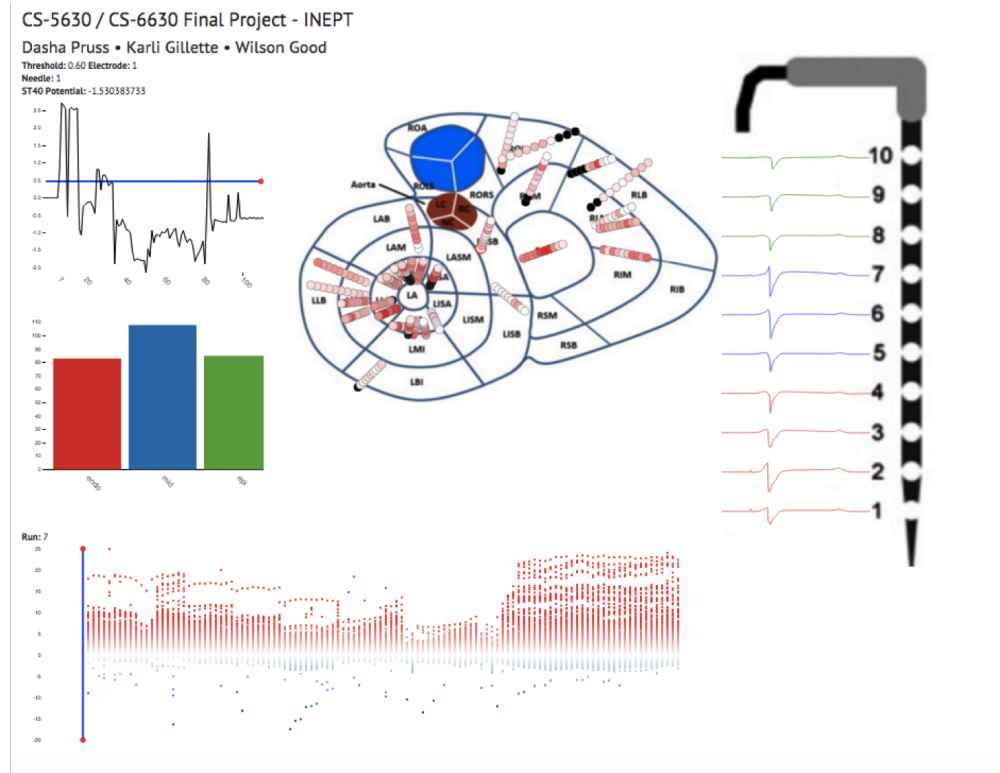 CS-5630 / CS-6630 Final Project - INEPT
Dasha Pruss • Karli Gillette • Wilson Good
Threshold: 0.60 Electrode: 1
Needle: 1
ST40 Potential: -1.530383733
2.5
2.0
1.5
1.0
0.5
0.0
-0.5
-1.0
-1.5
-2.0
7
20
40
60
80
100
110
100
90
80
70
60
50
40
30
20
10
0
endo
mid
epi
ROA
ROLS
RORS
Aorta
LC
RC
NC
RLB
LAB
LAM
LASM
RIM
RIB
LLB
LA
LISA
LISM
RSM
LISB
RSB
LMI
LBI
10
9
8
7
6
5
4
3
2
1
Run: 7
25
20
15
10
5
0
-5
-10
-15
-20